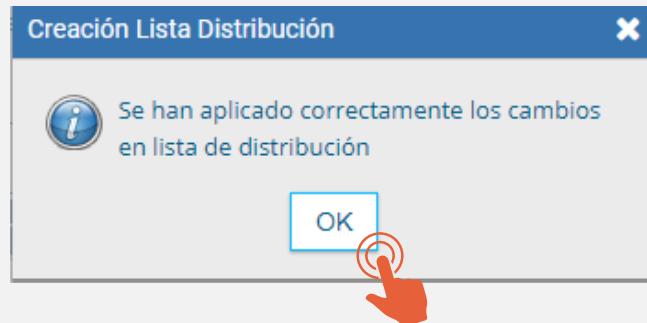 Creación Lista Distribución
Se han aplicado correctamente los cambios
en lista de distribución
OK